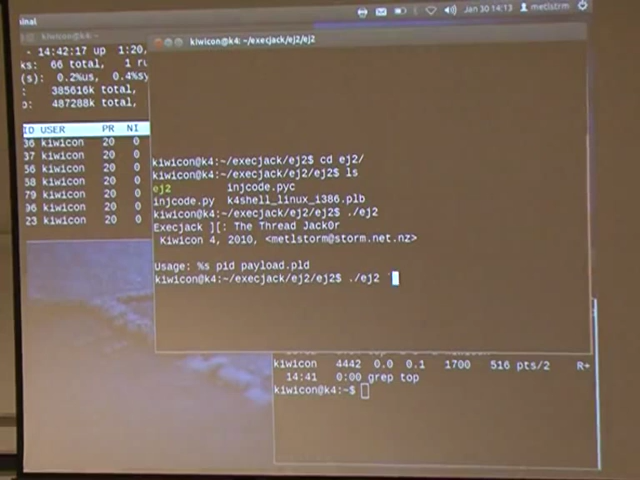 inal
Jan 30 14:13 metlstrm
kiwicon@k4: ~
- 14:42:17 up 1:20,
ks: 66 total, 1 ru
(s): 0.2%us, 0.4%sy
: 385616k total,
p: 487288k total,
ID USER PR NI
36 kiwicon 20 0
37 kiwicon 20 0
56 kiwicon 20 0
58 kiwicon 20 0
79 kiwicon 20 0
96 kiwicon 20 0
23 kiwicon 20 0
kiwicon@k4: ~/execjack/ej2/ej2
kiwicon@k4:~/execjack/ej2$ cd ej2/
kiwicon@k4:~/execjack/ej2/ej2$ ls
ej2 injcode.pyc
injcode.py k4shell_linux_i386.plb
kiwicon@k4:~/execjack/ej2/ej2$ ./ej2
Execjack ][: The Thread Jack0r
Kiwicon 4, 2010, <metlstorm@storm.net.nz>
Usage: %s pid payload.pld
kiwicon@k4:~/execjack/ej2/ej2$ ./ej2 `
kiwicon 4442 0.0 0.1 1700 516 pts/2 R+
14:41 0:00 grep top
kiwicon@k4:~$